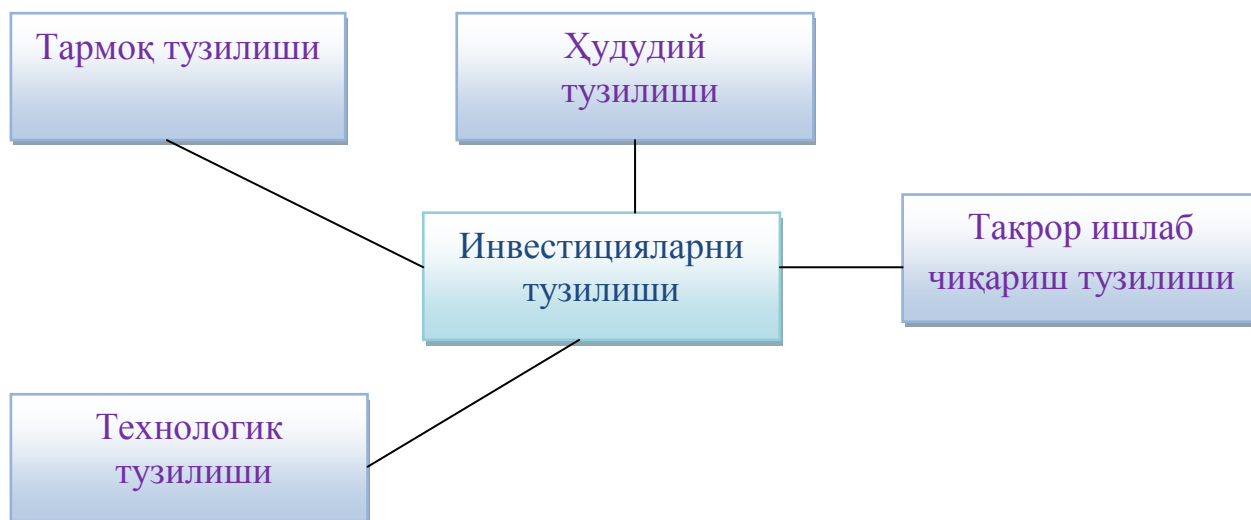 Тармоқ тузилиши
Ҳудудий
тузилиши
Инвестицияларни
тузилиши
Такрор ишлаб
чиқариш тузилиши
Технологик
тузилиши